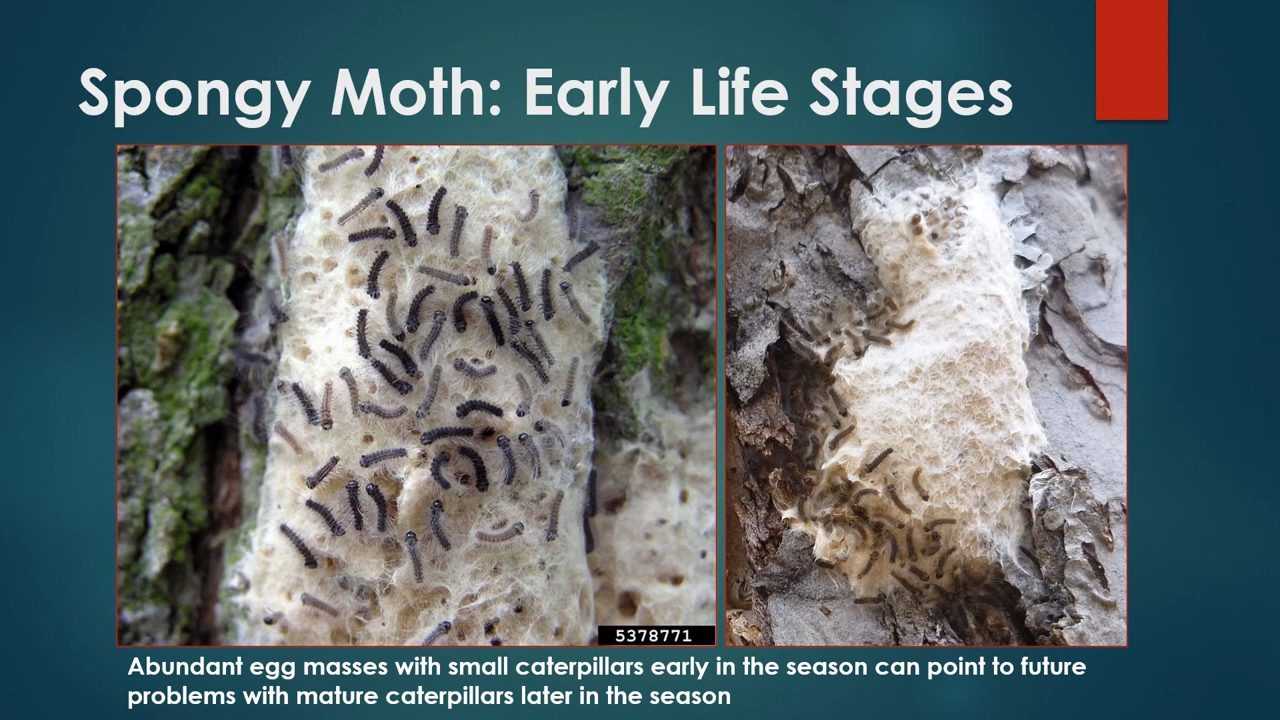 Spongy Moth: Early Life Stages
5378771
Abundant egg masses with small caterpillars early in the season can point to future
problems with mature caterpillars later in the season